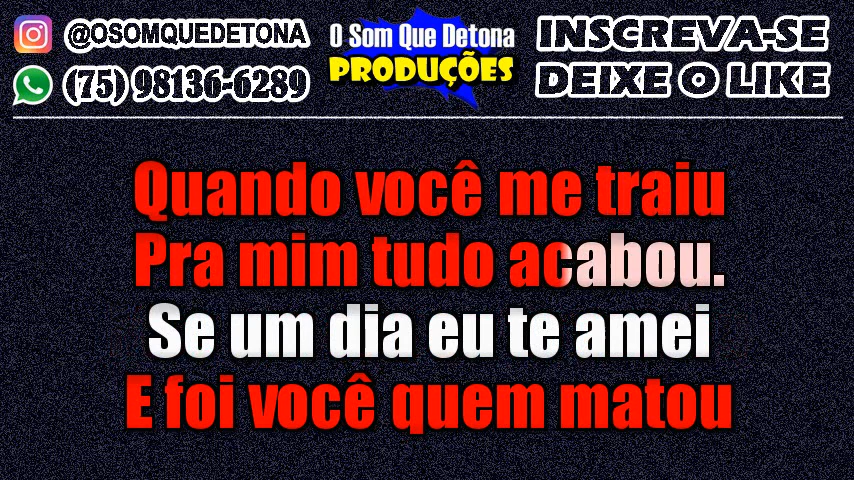 @OSOMQUEDETONA
(75) 98136-6289
O Som Que Detona
PRODUÇÕES
INSCREVA-SE
DEIXE O LIKE
Quando você me traiu
Pra mim tudo acabou.
Se um dia eu te amei
E foi você quem matou